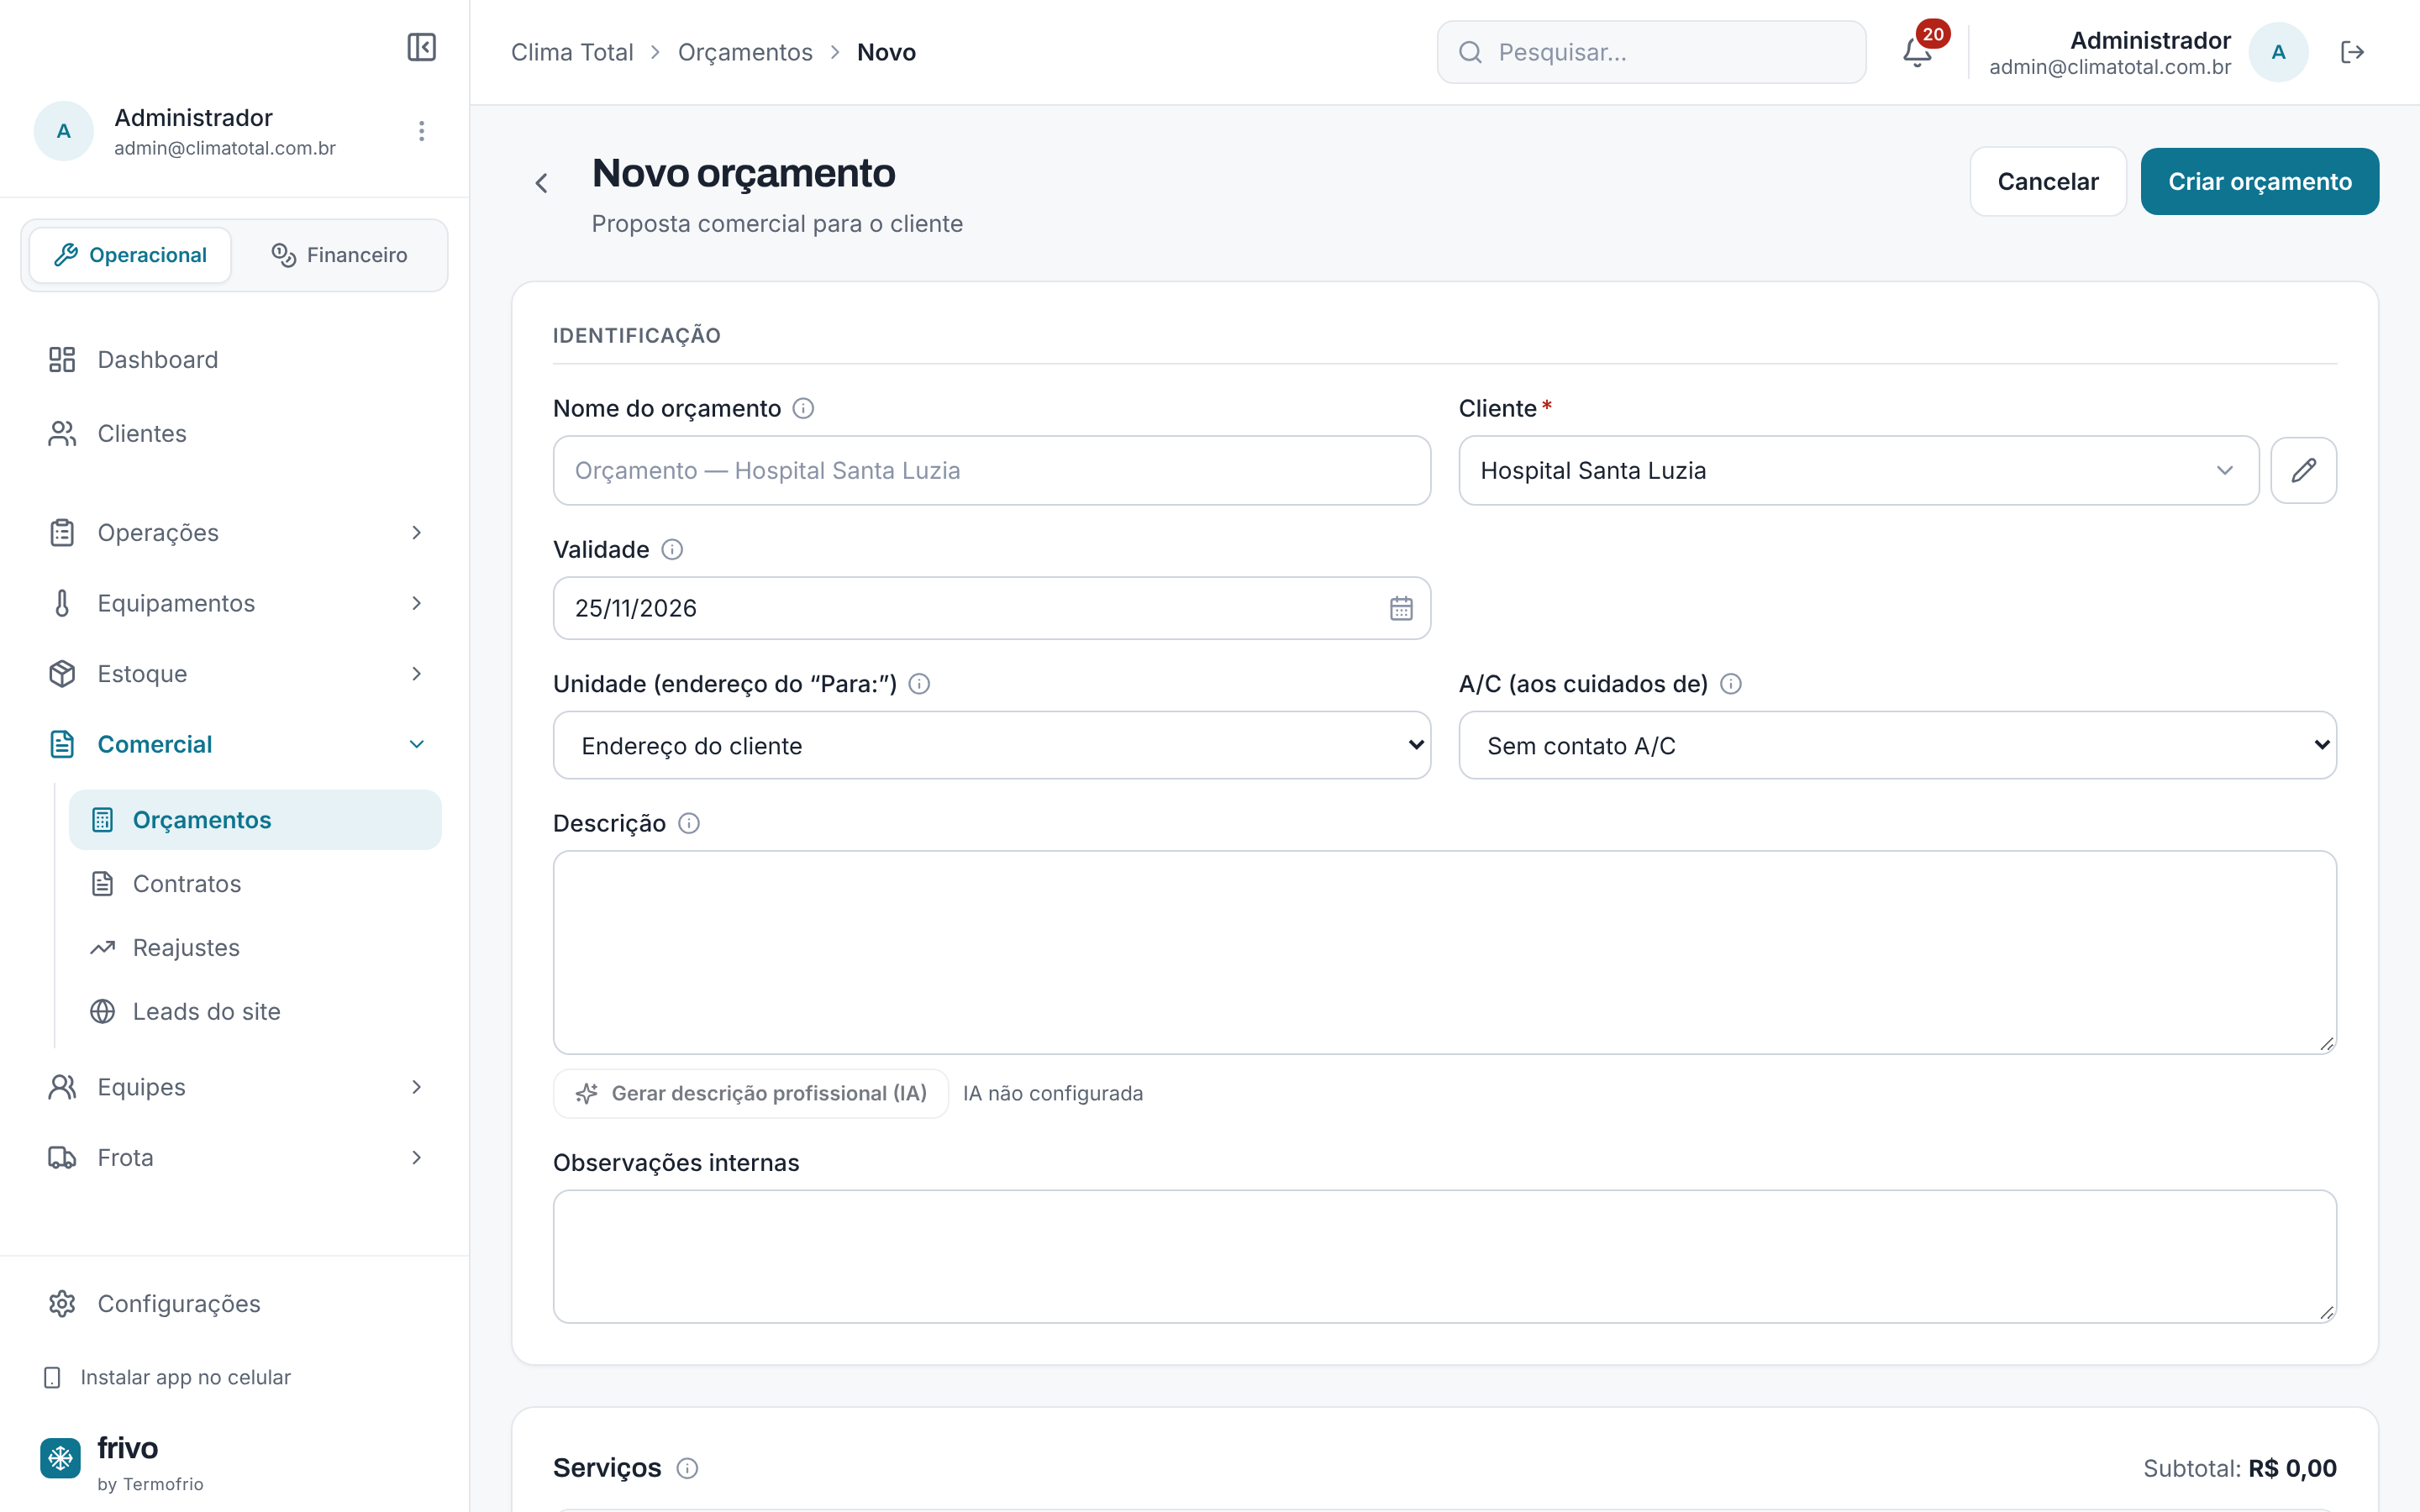 A
Administrador
admin@climatotal.com.br
Operacional
Financeiro
Dashboard
Clientes
Operações
Equipamentos
Estoque
Comercial
Orçamentos
Contratos
Reajustes
Leads do site
Equipes
Frota
Configurações
Instalar app no celular
frivo
by Termofrio
Clima Total > Orçamentos > Novo
Pesquisar...
20
Administrador
admin@climatotal.com.br
A
Novo orçamento
Proposta comercial para o cliente
Cancelar
Criar orçamento
IDENTIFICAÇÃO
Nome do orçamento
Orçamento — Hospital Santa Luzia
Cliente*
Hospital Santa Luzia
Validade
25/11/2026
Unidade (endereço do “Para:”)
Endereço do cliente
A/C (aos cuidados de)
Sem contato A/C
Descrição
Gerar descrição profissional (IA)
IA não configurada
Observações internas
Serviços
Subtotal: R$ 0,00